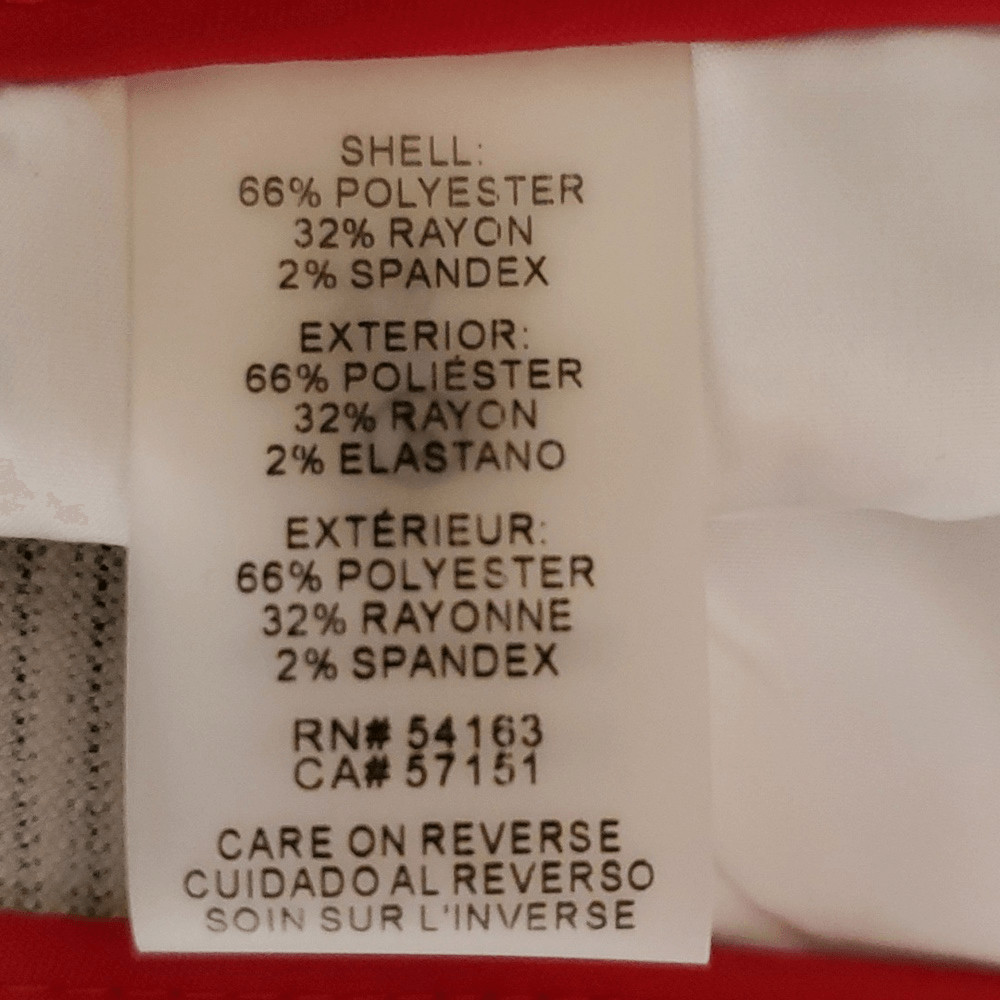 SHELL:
66% POLYESTER
32% RAYON
2% SPANDEX
EXTERIOR:
66% POLIÉSTER
32% RAYON
2% ELASTANO
EXTÉRIEUR:
66% POLYESTER
32% RAYONNE
2% SPANDEX
RN# 54163
CA# 57151
CARE ON REVERSE
CUIDADO AL REVERSO
SOIN SUR L'INVERSE